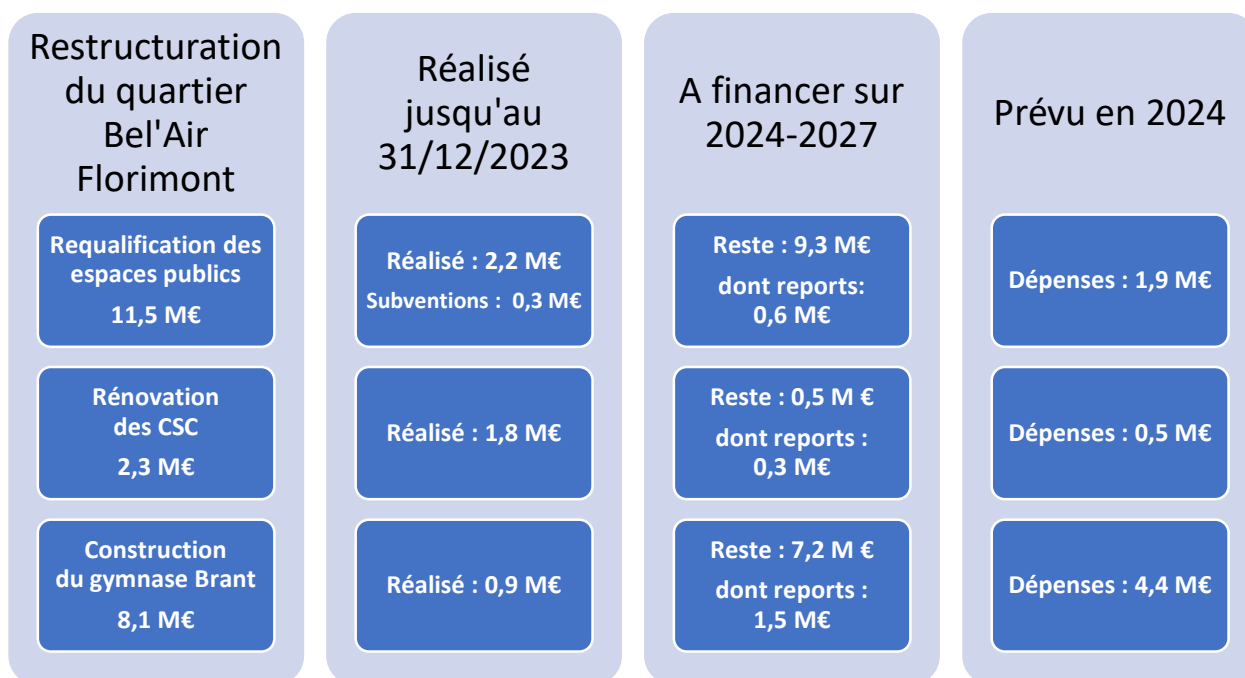 Restructuration
du quartier
Bel'Air
Florimont
Requalification des
espaces publics
11,5 M€
Rénovation
des CSC
2,3 M€
Construction
du gymnase Brant
8,1 M€
Réalisé
jusqu'au
31/12/2023
Réalisé : 2,2 M€
Subventions : 0,3 M€
Réalisé : 1,8 M€
Réalisé : 0,9 M€
A financer sur
2024-2027
Reste : 9,3 M€
dont reports:
0,6 M€
Reste : 0,5 M €
dont reports :
0,3 M€
Reste : 7,2 M €
dont reports :
1,5 M€
Prévu en 2024
Dépenses : 1,9 M€
Dépenses : 0,5 M€
Dépenses : 4,4 M€